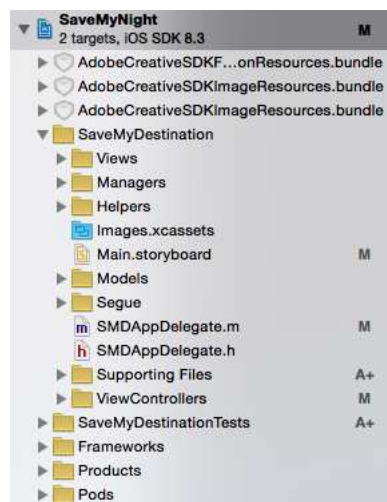 SaveMyNight
2 targets, iOS SDK 8.3 M
AdobeCreativeSDKF...onResources.bundle
AdobeCreativeSDKImageResources.bundle
AdobeCreativeSDKImageResources.bundle
SaveMyDestination
Views
Managers
Helpers
Images.xcassets
Main.storyboard M
Models
Segue
m SMDAppDelegate.m M
h SMDAppDelegate.h
Supporting Files A+
ViewControllers M
SaveMyDestinationTests A+
Frameworks
Products
Pods